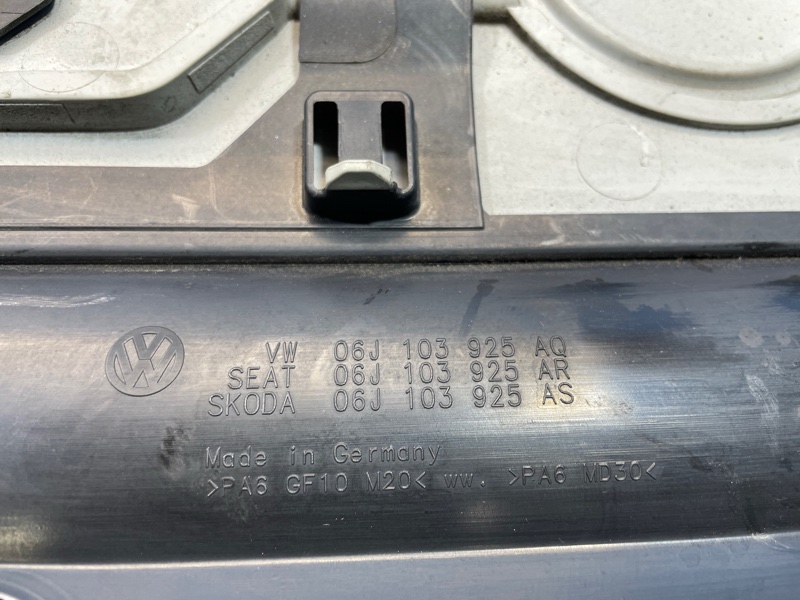 VW 06J 103 925 AQ
SEAT 06J 103 925 AR
SKODA 06J 103 925 AS
Made in Germany
>PA6 GF10 M20< ww. >PA6 MD30<